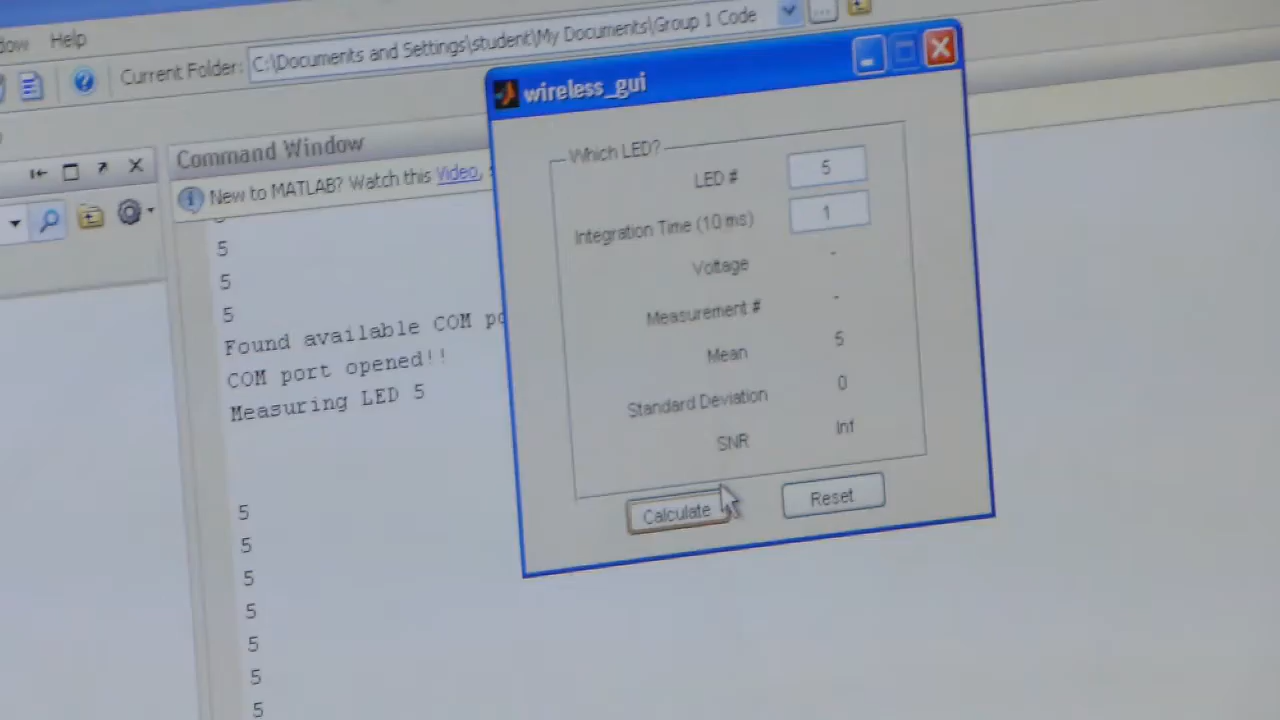 Help
Current Folder: C:\Documents and Settings\student\My Documents\Group 1 Code
wireless_gui
Command Window
New to MATLAB? Watch this Video,
5
5
5
Found available COM
COM port opened!!
Measuring LED 5
5
5
5
5
5
5
5
Which LED?
LED # 5
Integration Time (10 ms) 1
Voltage -
Measurement # -
Mean 5
Standard Deviation 0
SNR Inf
Calculate Reset